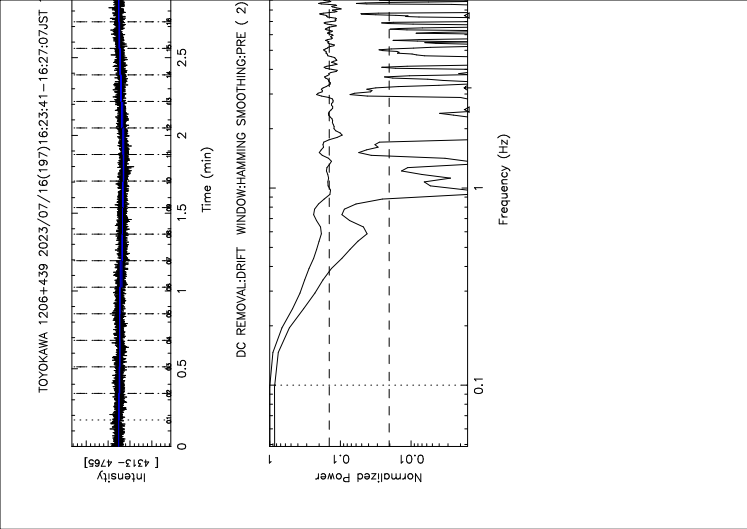 TOYOKAWA 1206+439 2023/07/16(197)16:23:41-16:27:07JST
[ 4313- 4765]
Intensity
0 0.5 1 1.5 2 2.5
Time (min)
DC REMOVAL:DRIFT WINDOW:HAMMING SMOOTHING:PRE ( 2)
1 0.1 0.01
Normalized Power
0.1 1
Frequency (Hz)